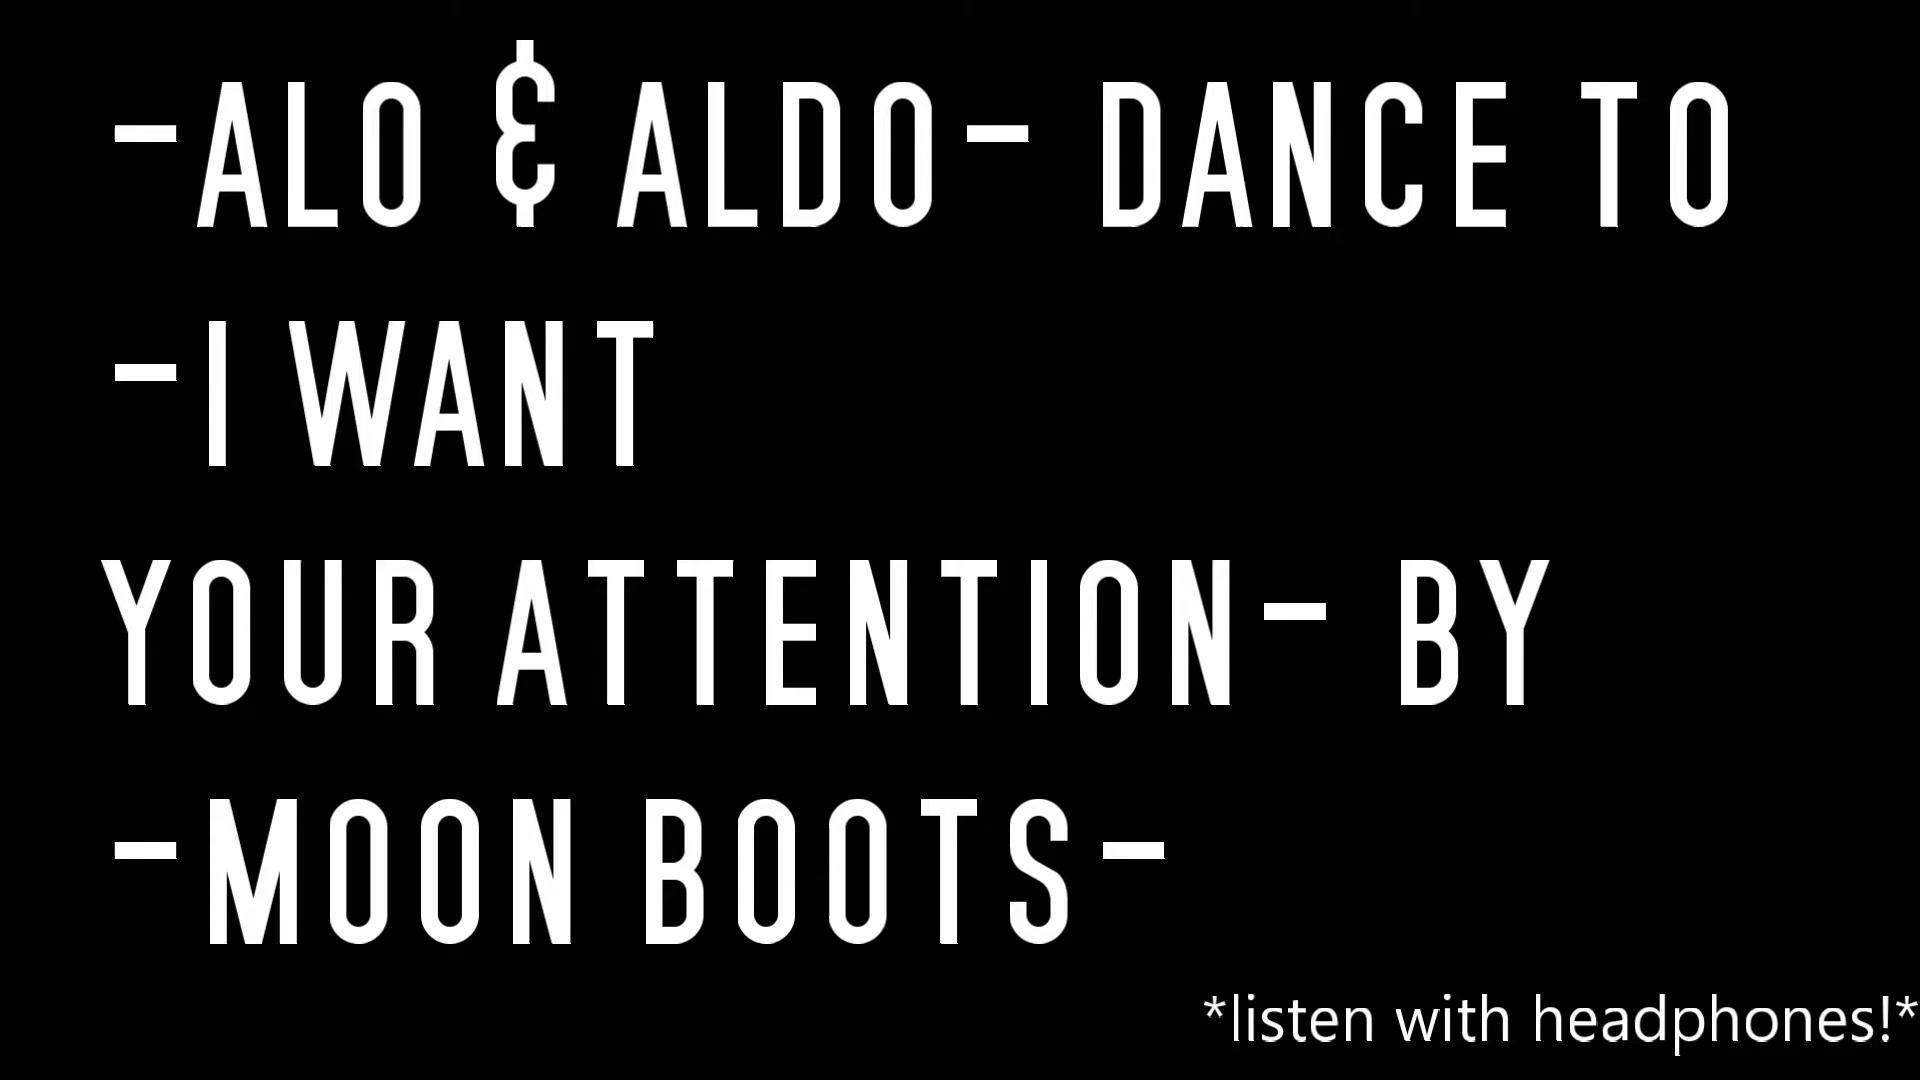 -ALO & ALDO- DANCE TO
-I WANT
YOUR ATTENTION- BY
-MOON BOOTS-
*listen with headphones!*